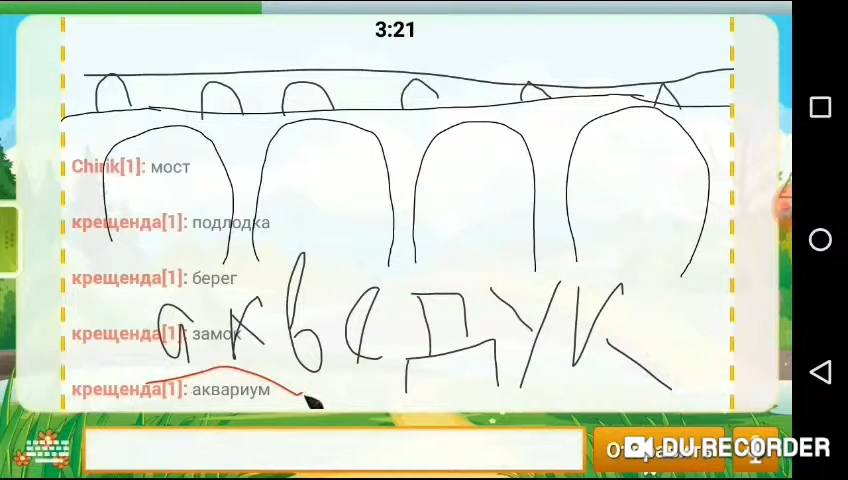 3:21
Chirik[1]: мост
крещенда[1]: подлодка
крещенда[1]: берег
крещенда[1]: замок
акведук
крещенда[1]: аквариум
DU RECORDER